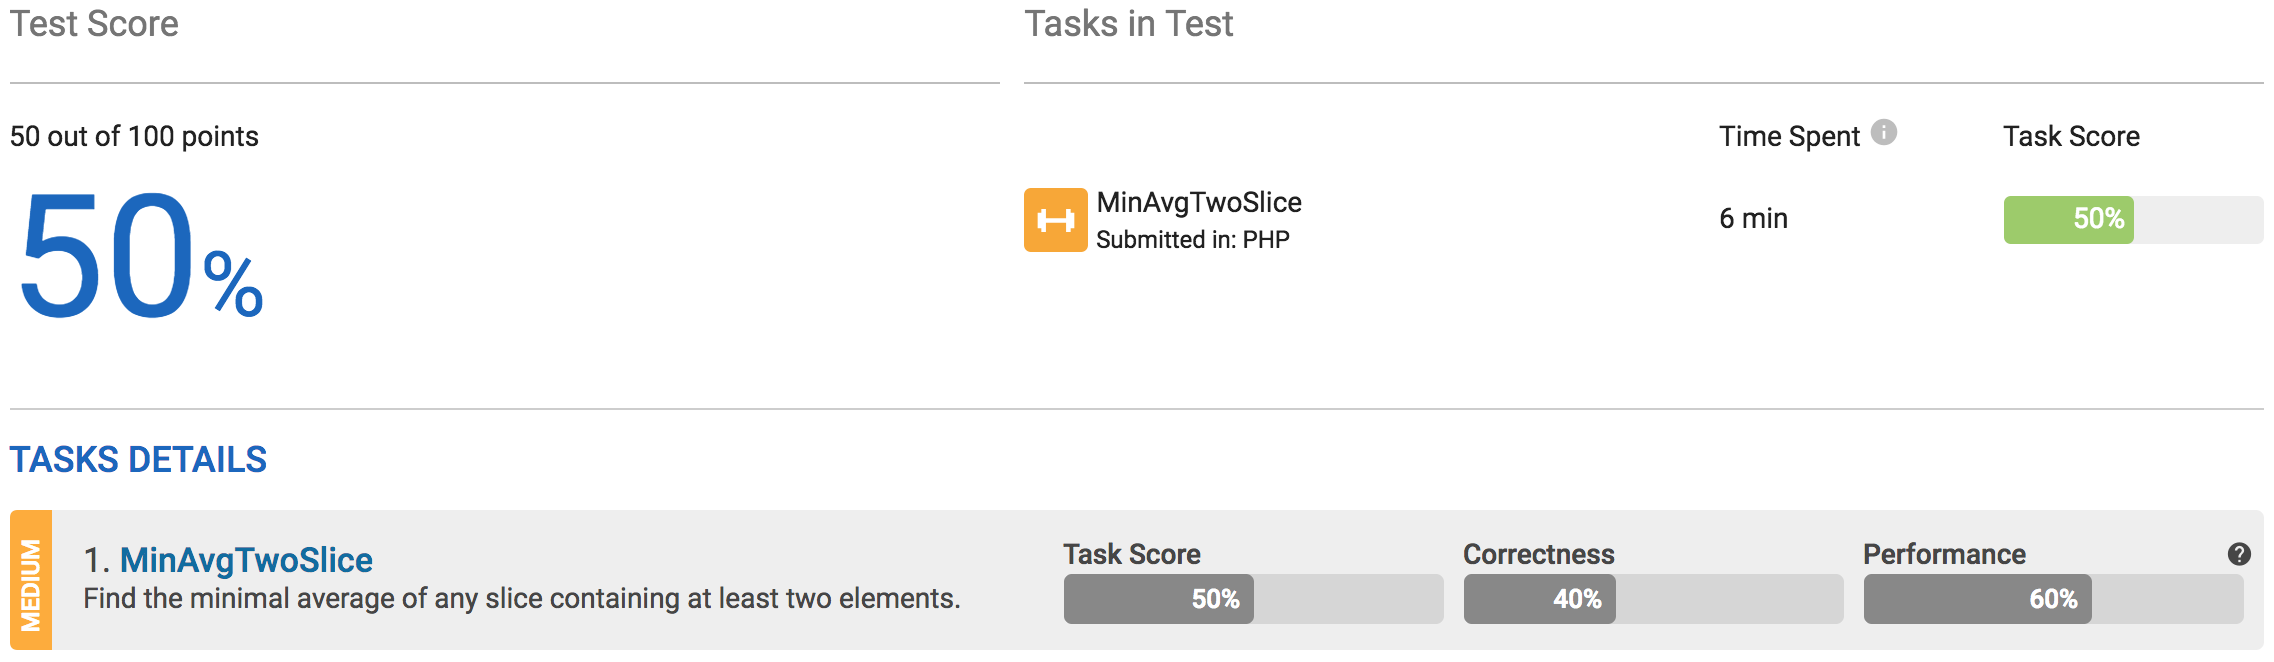 Test Score
Tasks in Test
50 out of 100 points
Time Spent
Task Score
50%
MinAvgTwoSlice
Submitted in: PHP
6 min
50%
TASKS DETAILS
MEDIUM
1. MinAvgTwoSlice
Find the minimal average of any slice containing at least two elements.
Task Score
50%
Correctness
40%
Performance
60%